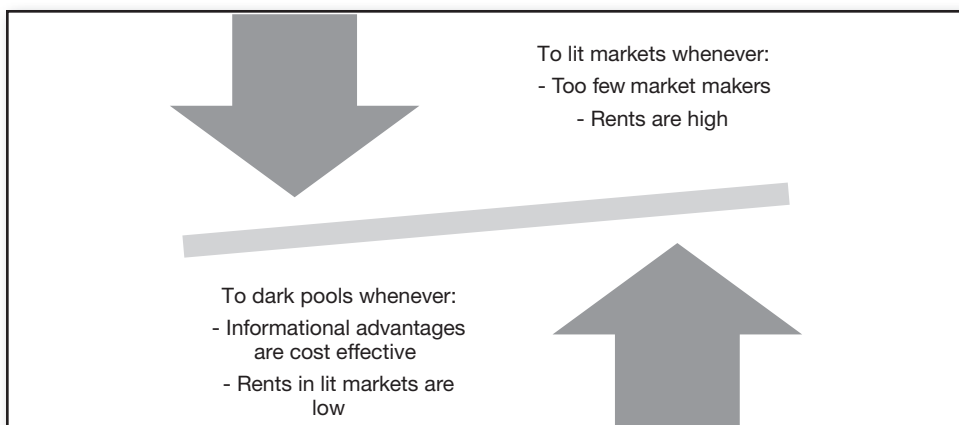 To lit markets whenever:
- Too few market makers
- Rents are high
To dark pools whenever:
- Informational advantages
are cost effective
- Rents in lit markets are
low